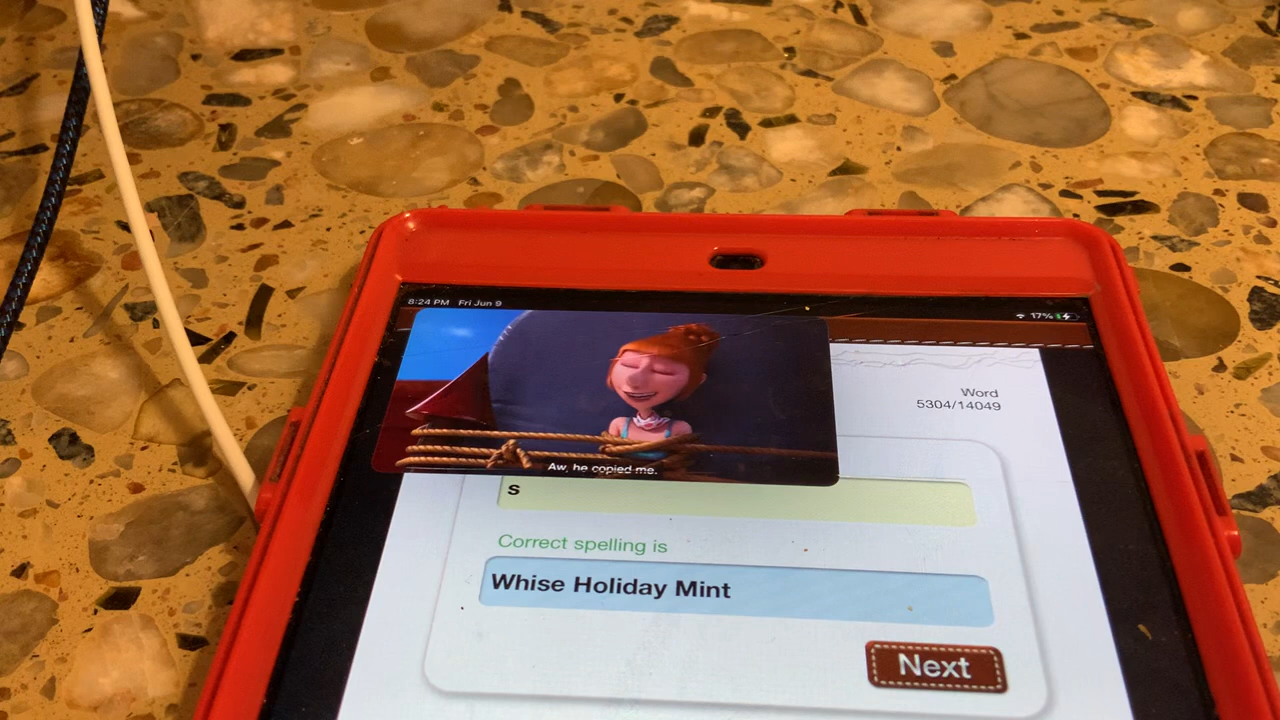 8:24 PM Fri Jun 9
17%
Word
5304/14049
Aw, he copied me.
s
Correct spelling is
Whise Holiday Mint
Next